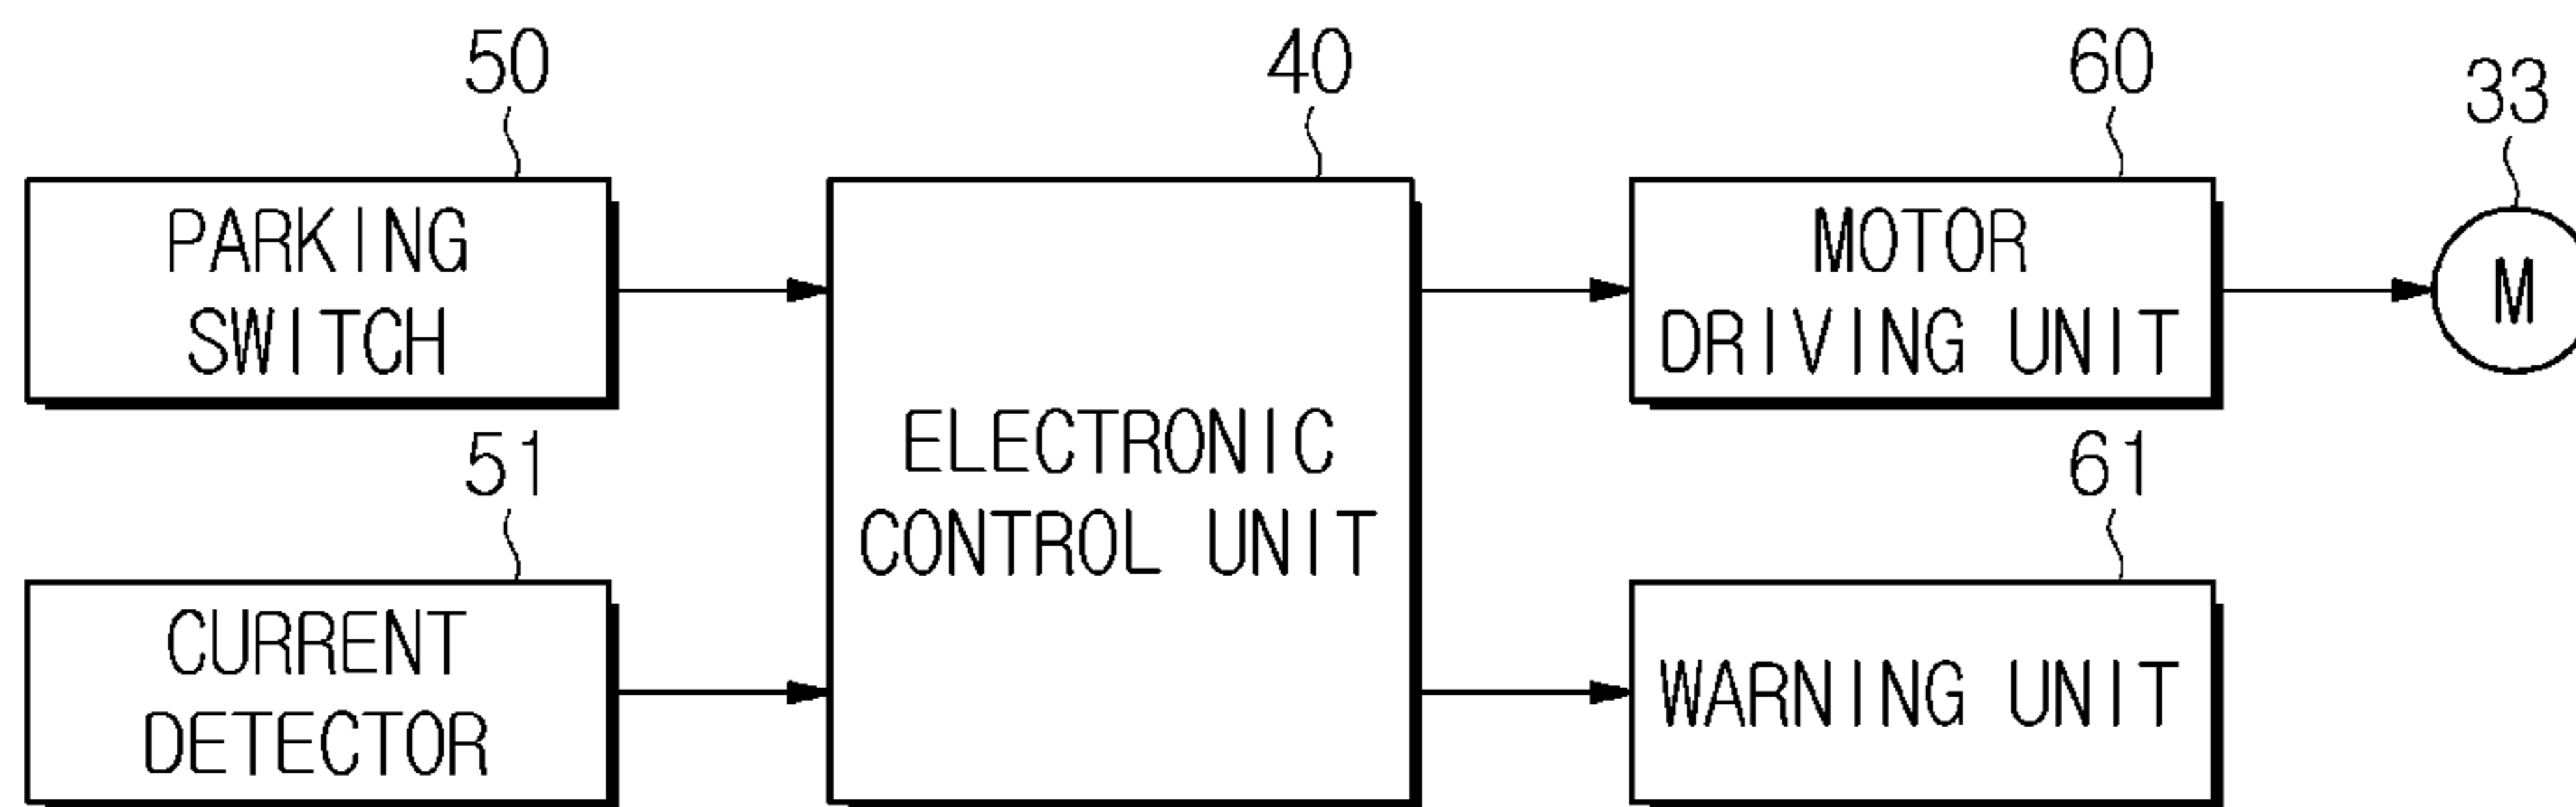 50
40
60
33
PARKING
SWITCH
MOTOR
DRIVING UNIT
M
51
ELECTRONIC
CONTROL UNIT
61
CURRENT
DETECTOR
WARNING UNIT